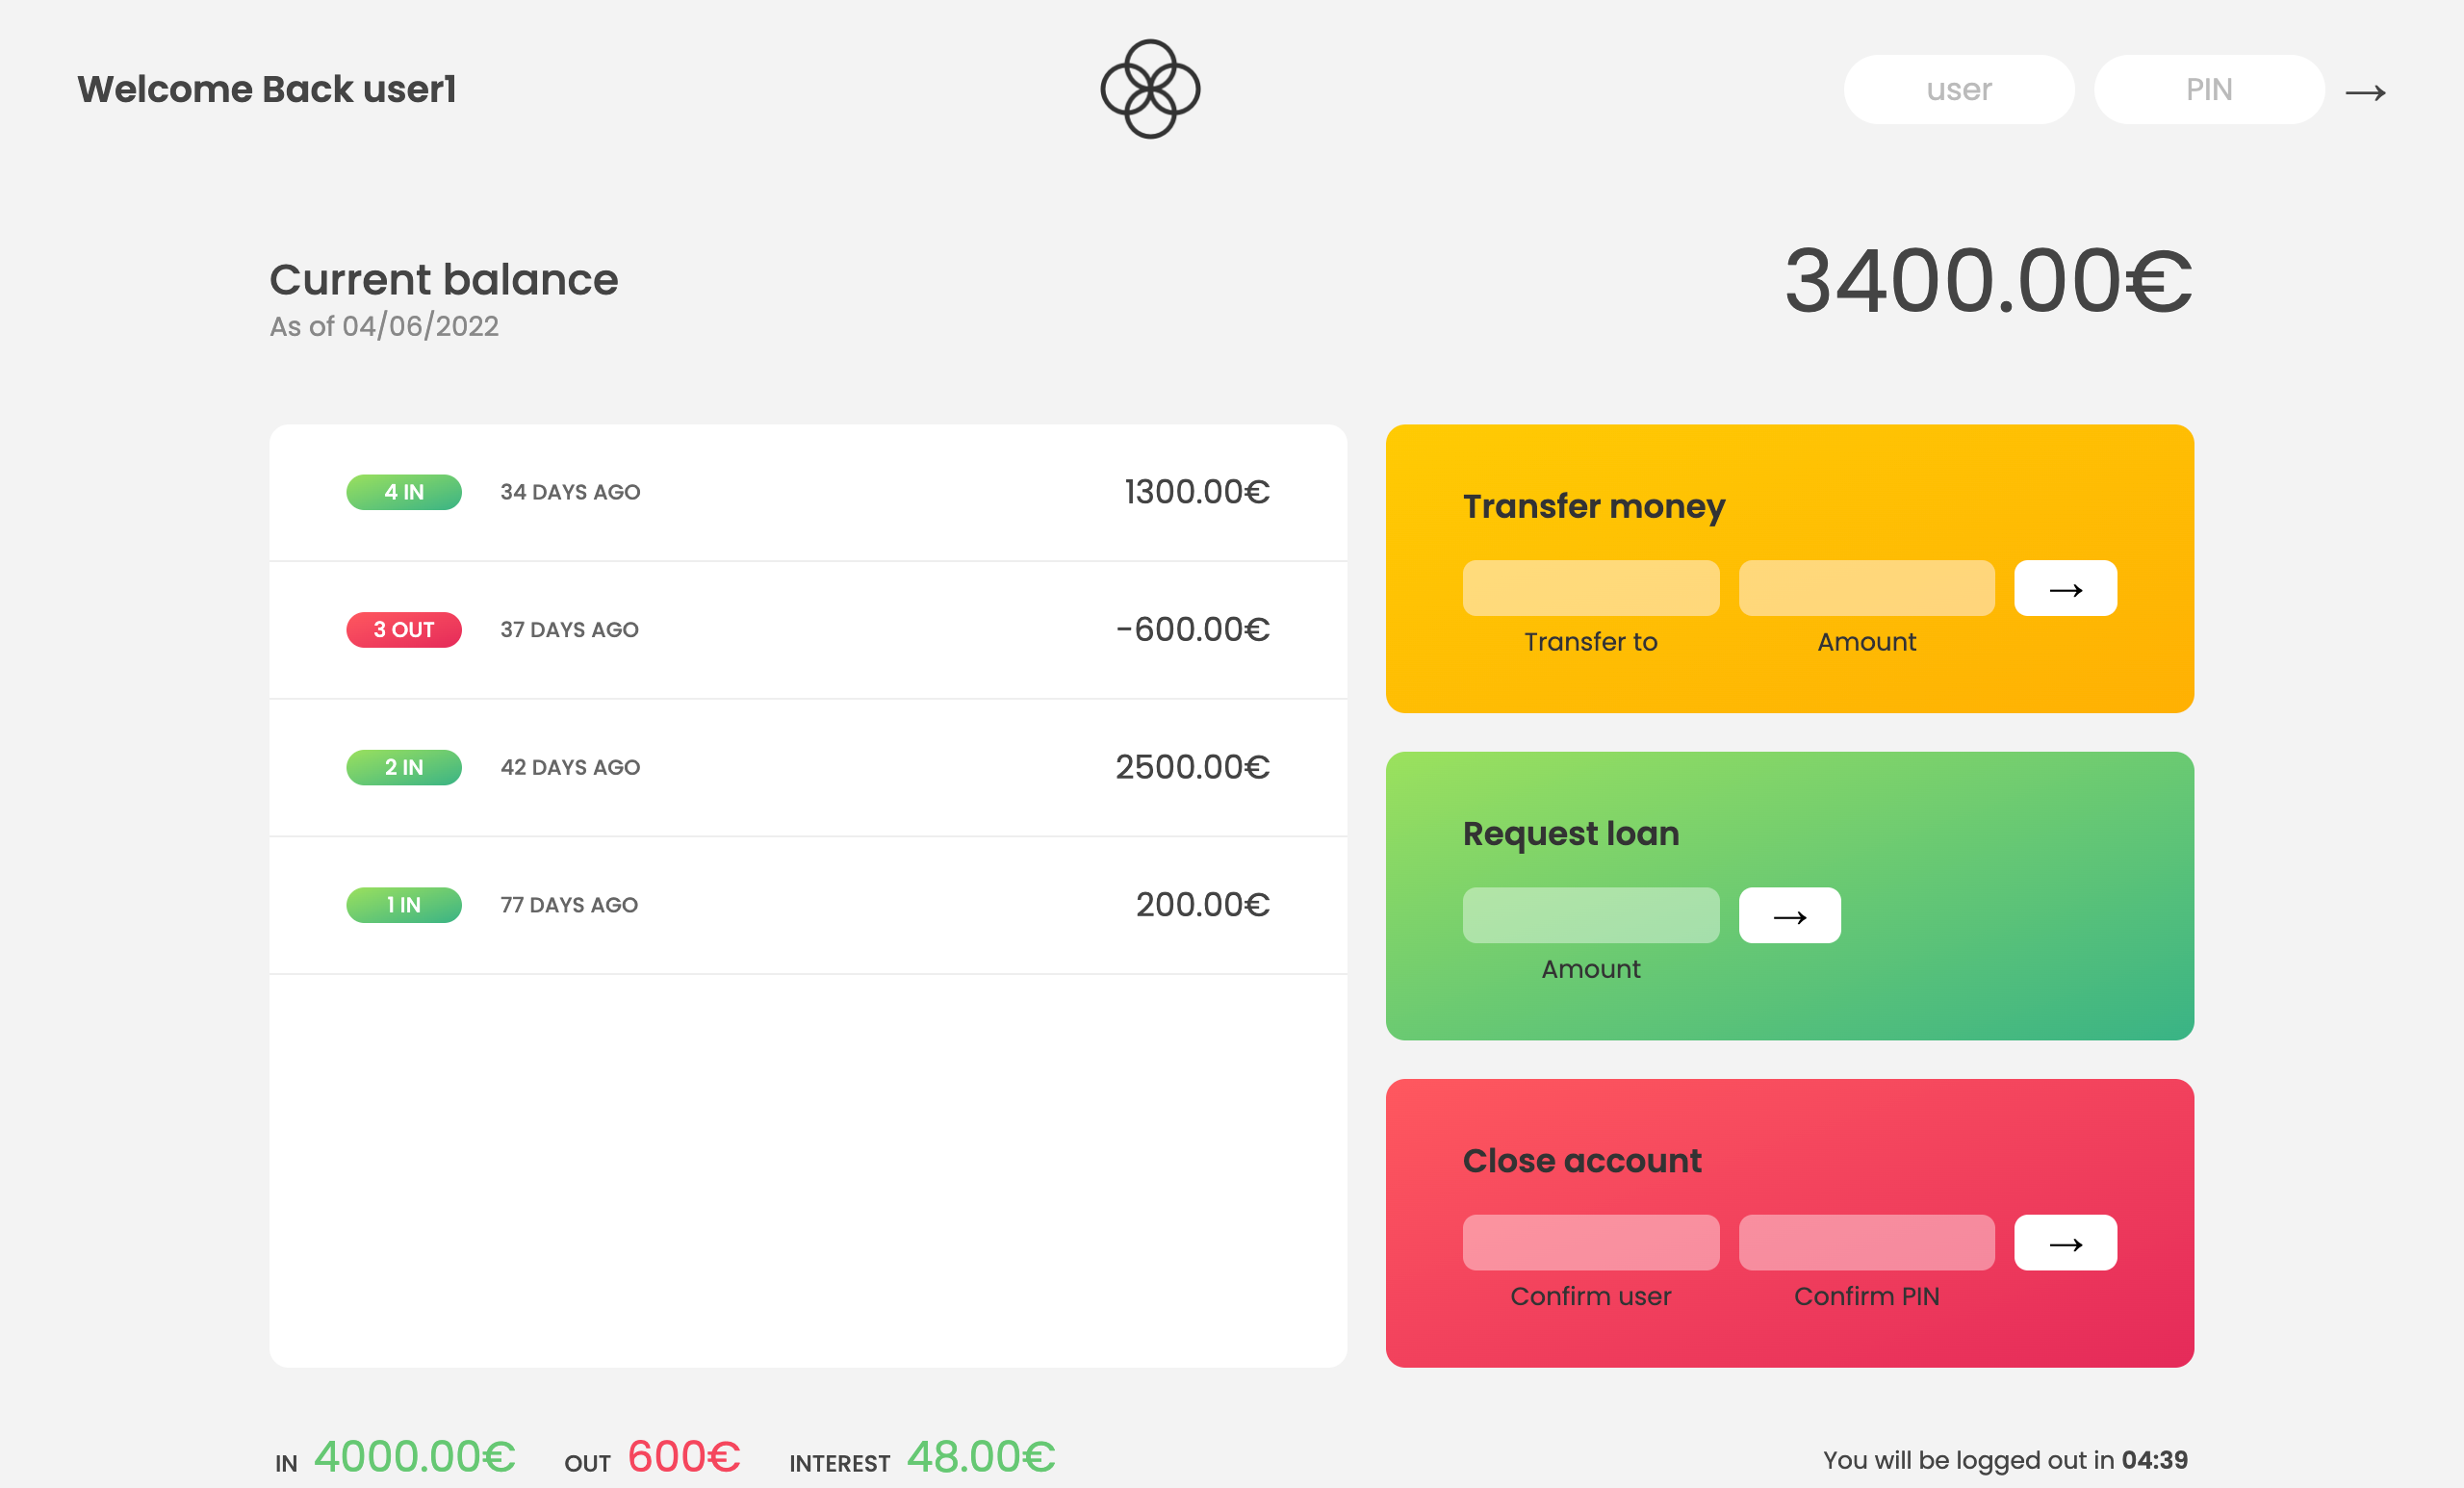 Welcome Back user1
user
PIN
→
Current balance
As of 04/06/2022
3400.00€
4 IN 34 DAYS AGO 1300.00€
3 OUT 37 DAYS AGO -600.00€
2 IN 42 DAYS AGO 2500.00€
1 IN 77 DAYS AGO 200.00€
Transfer money
→
Transfer to Amount
Request loan
→
Amount
Close account
→
Confirm user Confirm PIN
IN 4000.00€ OUT 600€ INTEREST 48.00€
You will be logged out in 04:39